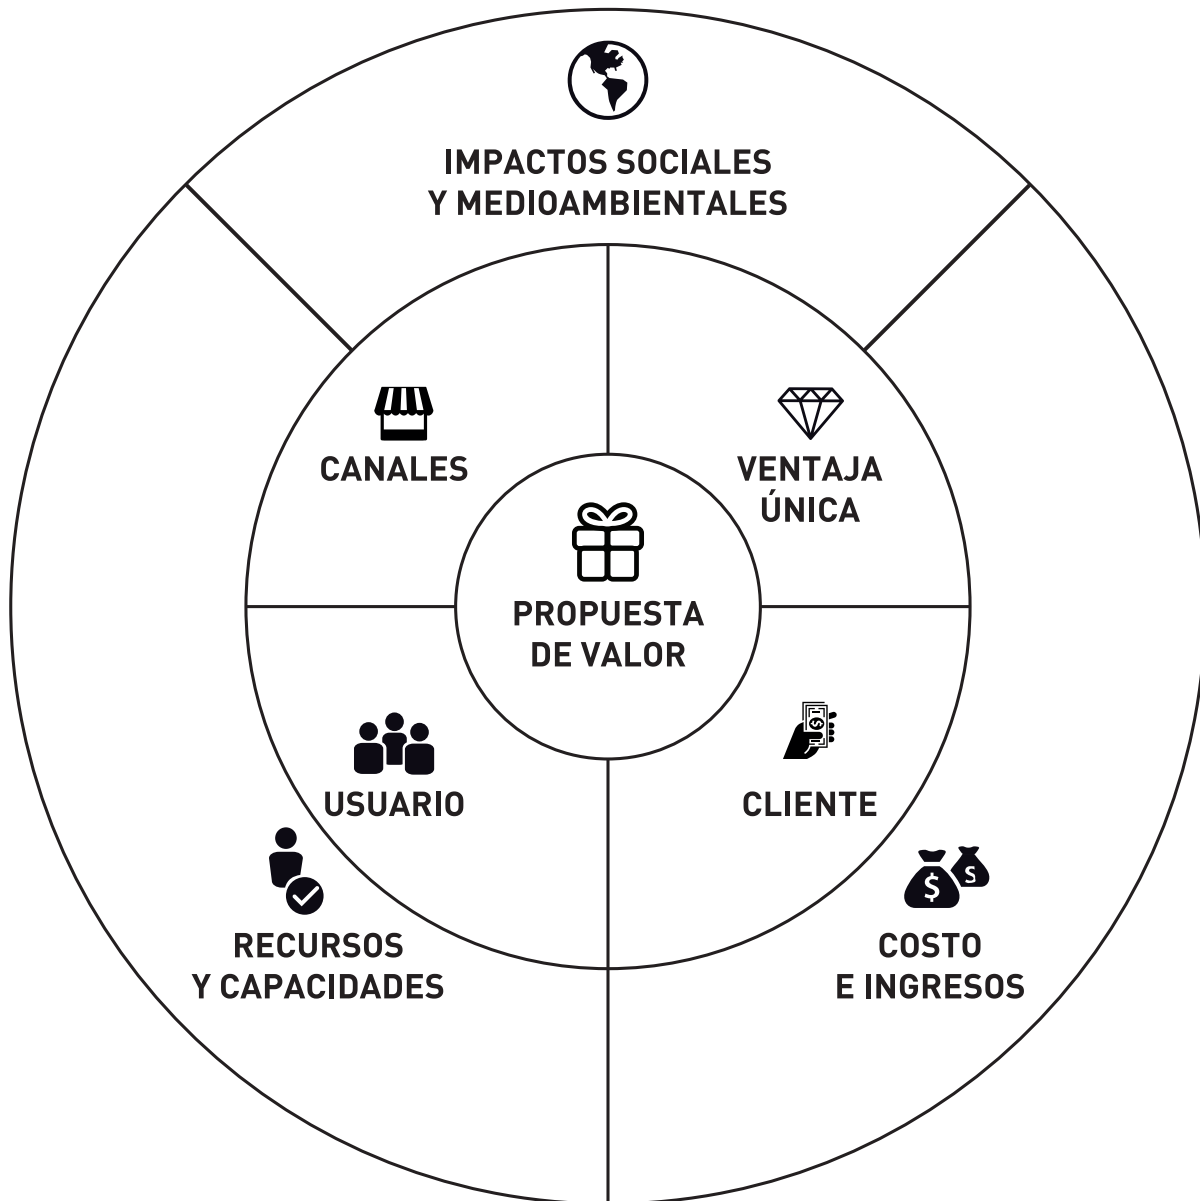 IMPACTOS SOCIALES
Y MEDIOAMBIENTALES
CANALES
VENTAJA
ÚNICA
PROPUESTA
DE VALOR
USUARIO
CLIENTE
$
S
RECURSOS
Y CAPACIDADES
COSTO
E INGRESOS